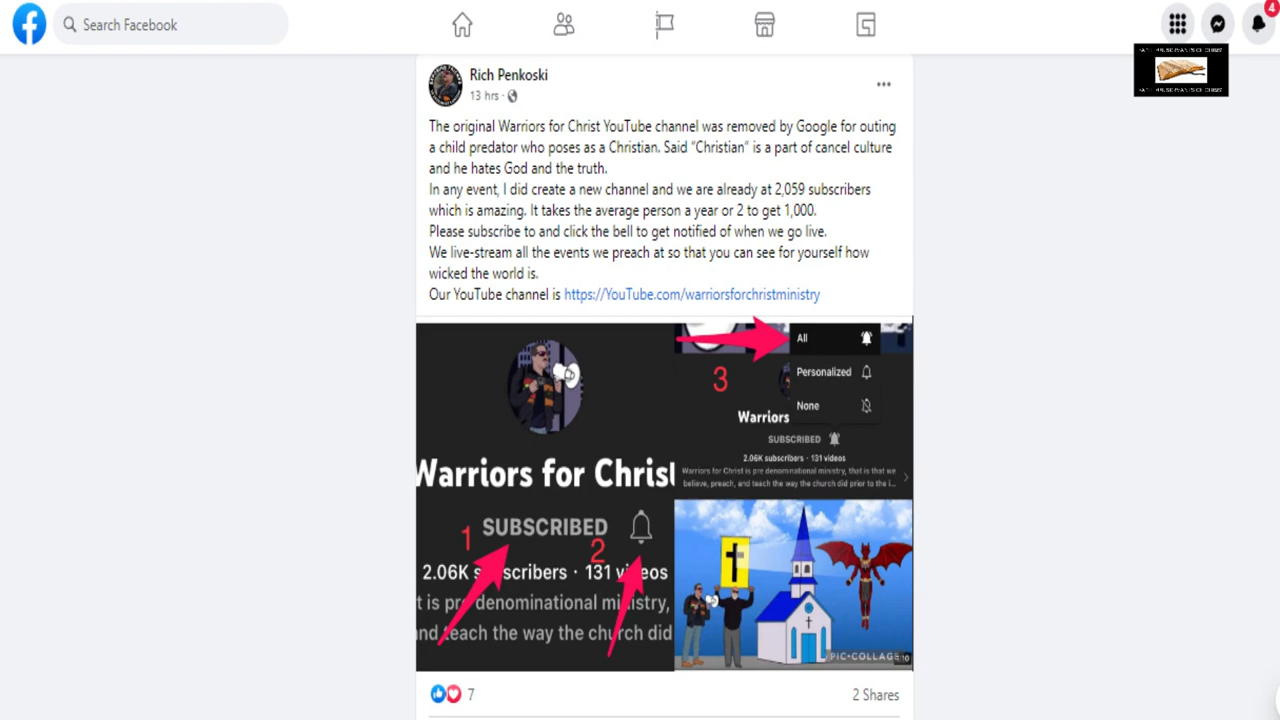 Search Facebook
4
Rich Penkoski
13 hrs ·
The original Warriors for Christ YouTube channel was removed by Google for outing
a child predator who poses as a Christian. Said "Christian" is a part of cancel culture
and he hates God and the truth.
In any event, I did create a new channel and we are already at 2,059 subscribers
which is amazing. It takes the average person a year or 2 to get 1,000.
Please subscribe to and click the bell to get notified of when we go live.
We live-stream all the events we preach at so that you can see for yourself how
wicked the world is.
Our YouTube channel is https://YouTube.com/warriorsforchristministry
Warriors for Christ
1 SUBSCRIBED
2
2.06K subscribers · 131 videos
t is pre denominational ministry,
nd teach the way the church did
All
Personalized
None
3
Warriors
SUBSCRIBED
2.06K subscribers · 131 videos
Warriors for Christ is pre denominational ministry, that is that we
believe, preach, and teach the way the church did prior to the i...
PIC•COLLAGE
7
2 Shares